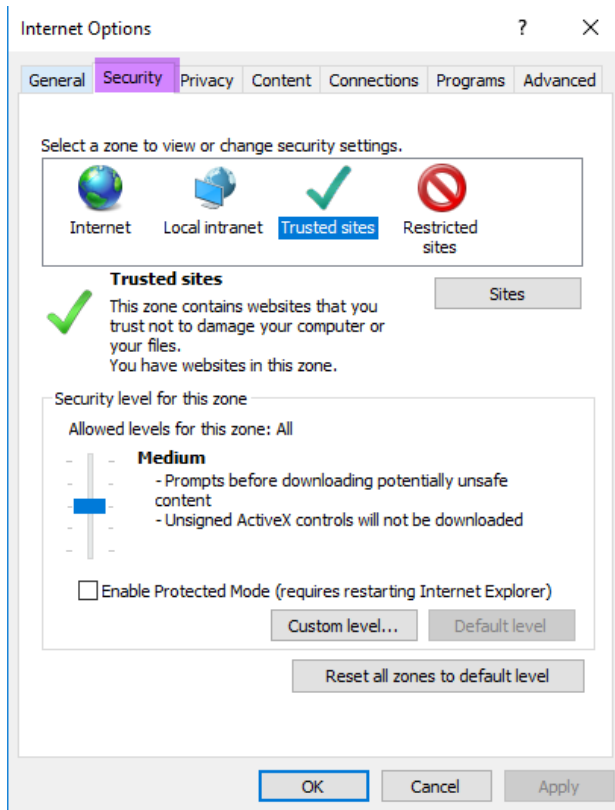 Internet Options
?
General Security Privacy Content Connections Programs Advanced
Select a zone to view or change security settings.
Internet Local intranet Trusted sites Restricted
sites
Trusted sites
Sites
This zone contains websites that you
trust not to damage your computer or
your files.
You have websites in this zone.
Security level for this zone
Allowed levels for this zone: All
Medium
- Prompts before downloading potentially unsafe
content
- Unsigned ActiveX controls will not be downloaded
Enable Protected Mode (requires restarting Internet Explorer)
Custom level... Default level
Reset all zones to default level
OK Cancel Apply